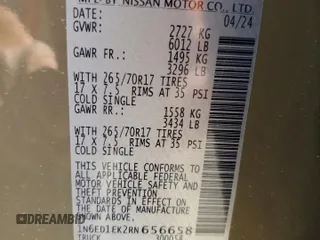 MFD BY NISSAN MOTOR CO., LTD.
DATE: 04/24
GVWR: 2727 KG
6012 LB
GAWR FR.: 1495 KG
3296 LB
WITH 265/70R17 TIRES
17 X 7.5 RIMS AT 35 PSI
COLD SINGLE
GAWR RR.: 1558 KG
3434 LB
WITH 265/70R17 TIRES
17 X 7.5 RIMS AT 35 PSI
COLD SINGLE
THIS VEHICLE CONFORMS TO
ALL APPLICABLE FEDERAL
MOTOR VEHICLE SAFETY
AND THEFT PREVENTION
STANDARDS IN EFFECT ON
THE DATE OF MANUFACTURE
SHOWN ABOVE.
1N6ED1EK2RN656658
TRUCK 300058
DREAMBID